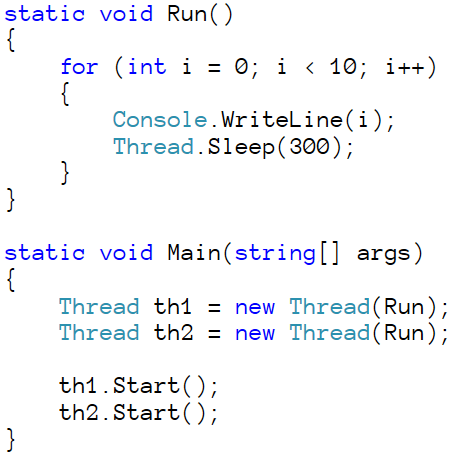 static void Run()
{
    for (int i = 0; i < 10; i++)
    {
        Console.WriteLine(i);
        Thread.Sleep(300);
    }
}

static void Main(string[] args)
{
    Thread th1 = new Thread(Run);
    Thread th2 = new Thread(Run);

    th1.Start();
    th2.Start();
}